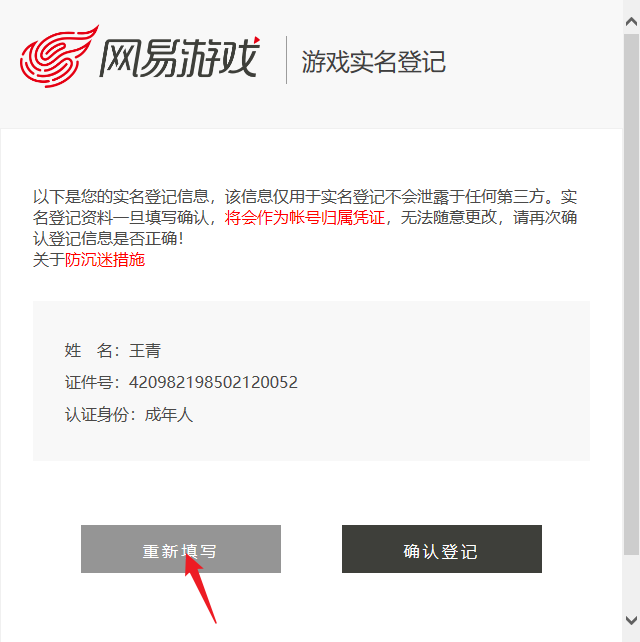 网易游戏 游戏实名登记
以下是您的实名登记信息，该信息仅用于实名登记不会泄露于任何第三方。实
名登记资料一旦填写确认，将会作为帐号归属凭证，无法随意更改，请再次确
认登记信息是否正确！
关于防沉迷措施
姓　名：王青
证件号：420982198502120052
认证身份：成年人
重新填写 确认登记